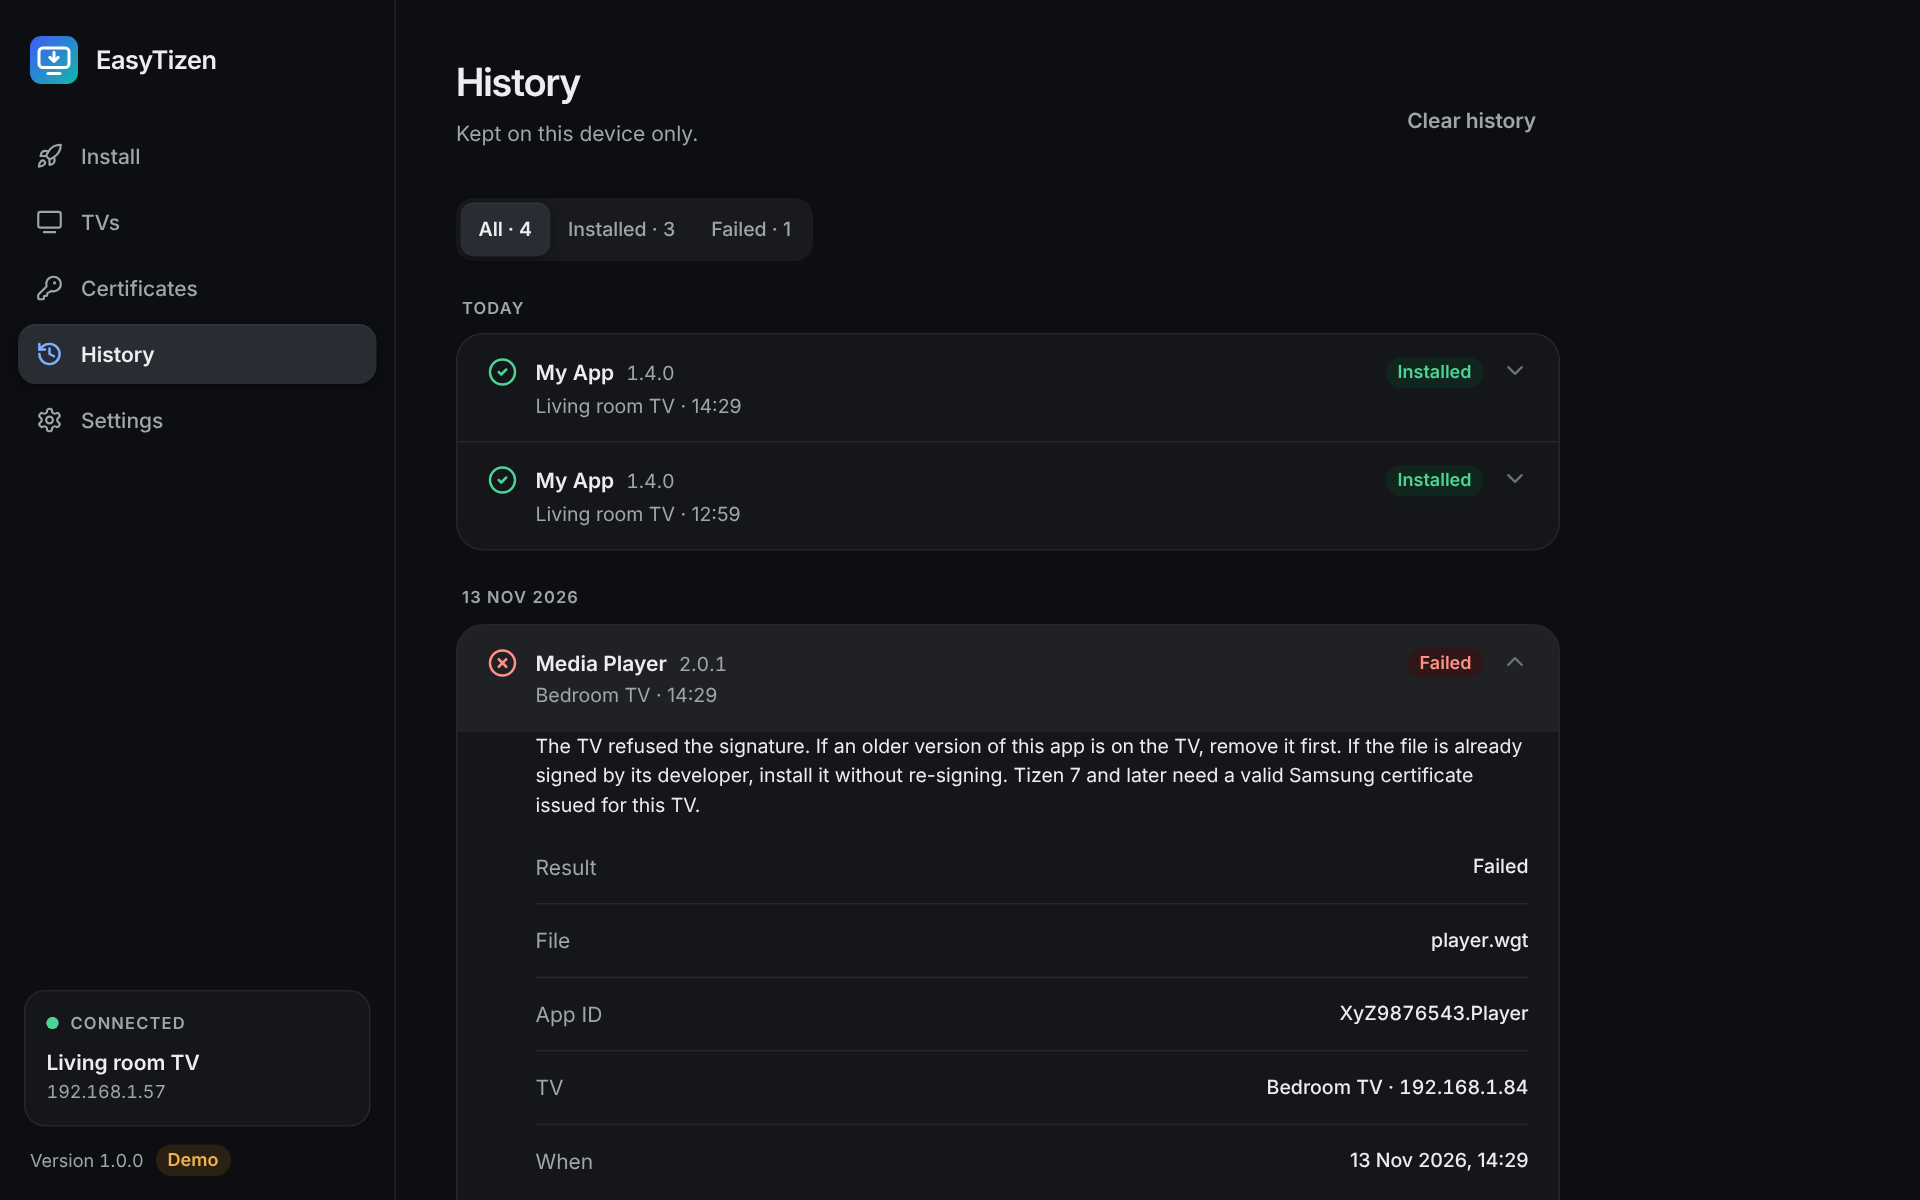 EasyTizen
Install
TVs
Certificates
History
Settings
CONNECTED
Living room TV
192.168.1.57
Version 1.0.0 Demo
History
Kept on this device only.
Clear history
All · 4 Installed · 3 Failed · 1
TODAY
My App 1.4.0 Installed
Living room TV · 14:29
My App 1.4.0 Installed
Living room TV · 12:59
13 NOV 2026
Media Player 2.0.1 Failed
Bedroom TV · 14:29
The TV refused the signature. If an older version of this app is on the TV, remove it first. If the file is already
signed by its developer, install it without re-signing. Tizen 7 and later need a valid Samsung certificate
issued for this TV.
Result Failed
File player.wgt
App ID XyZ9876543.Player
TV Bedroom TV · 192.168.1.84
When 13 Nov 2026, 14:29